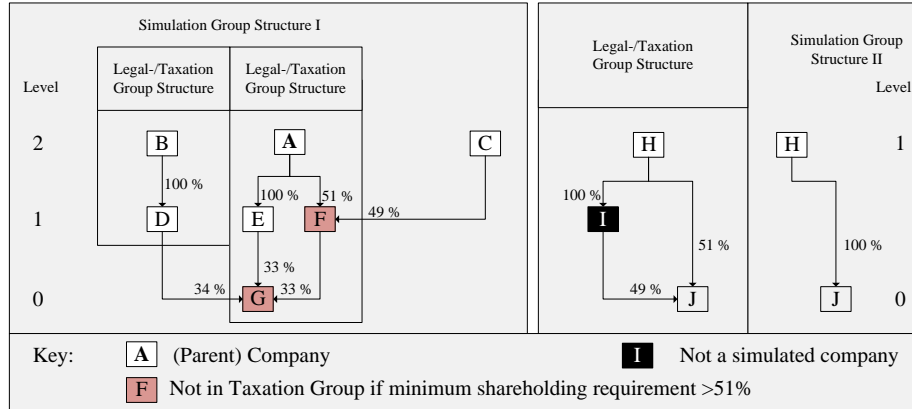 Simulation Group Structure I
Legal-/Taxation
Group Structure
Legal-/Taxation
Group Structure
Level
2
1
0
B
A
C
100 %
100 %
51 %
D
E
F
49 %
33 %
34 %
33 %
G
Legal-/Taxation
Group Structure
Simulation Group
Structure II
Level
H
H
1
100 %
I
51 %
100 %
49 %
J
J
0
Key:
A
(Parent) Company
I
Not a simulated company
F
Not in Taxation Group if minimum shareholding requirement >51%